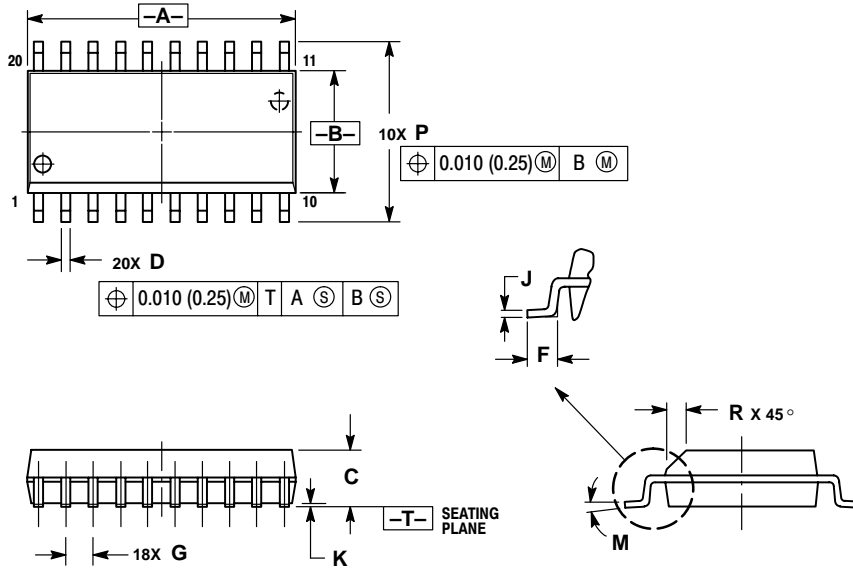 –A–
20
11
–B–
10X P
⌖ 0.010 (0.25) Ⓜ B Ⓜ
1
10
20X D
⌖ 0.010 (0.25) Ⓜ T A Ⓢ B Ⓢ
J
F
R X 45°
C
–T– SEATING
PLANE
18X G
K
M